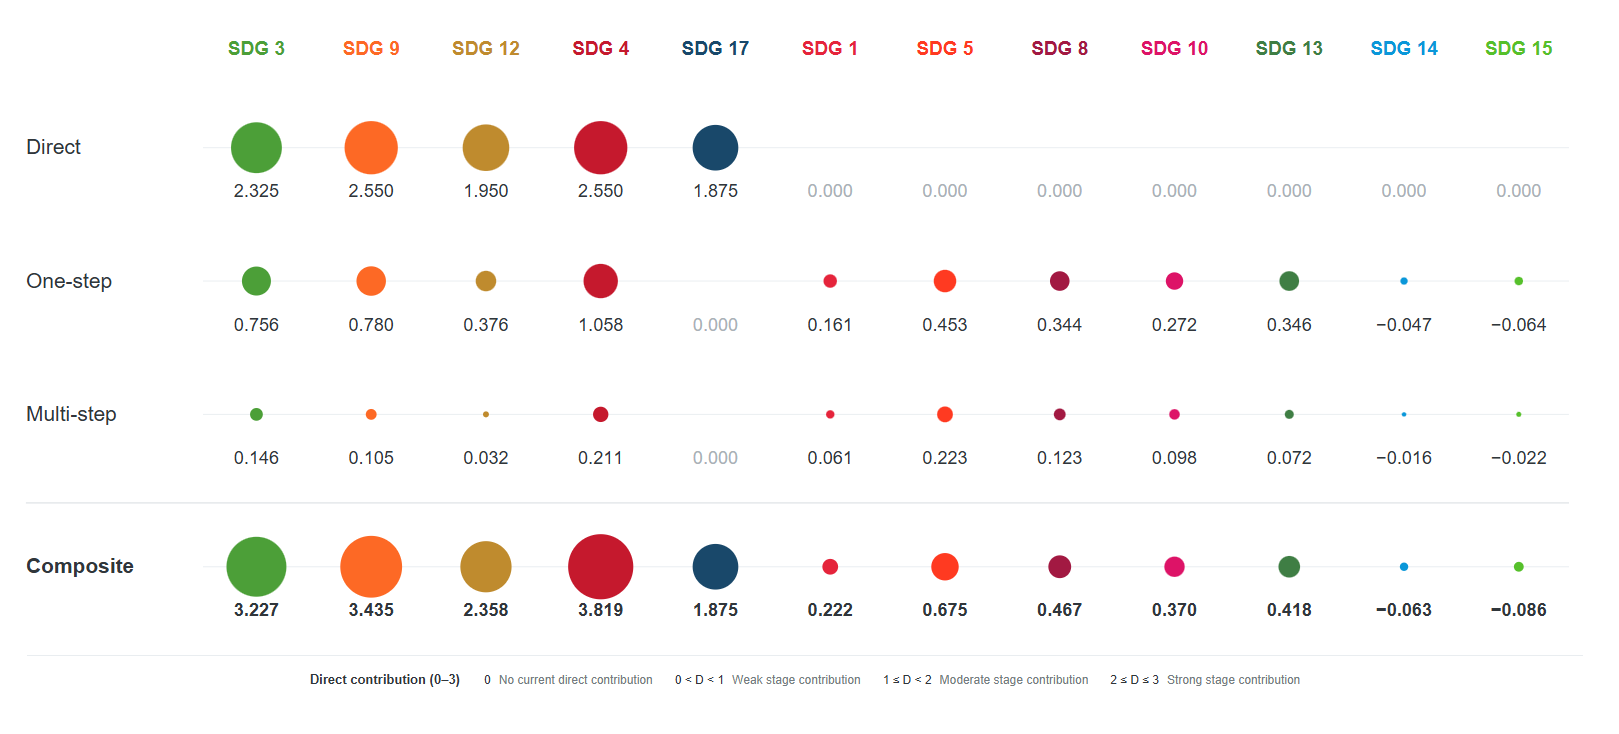 SDG 3 SDG 9 SDG 12 SDG 4 SDG 17 SDG 1 SDG 5 SDG 8 SDG 10 SDG 13 SDG 14 SDG 15
Direct
2.325 2.550 1.950 2.550 1.875 0.000 0.000 0.000 0.000 0.000 0.000 0.000
One-step
0.756 0.780 0.376 1.058 0.000 0.161 0.453 0.344 0.272 0.346 −0.047 −0.064
Multi-step
0.146 0.105 0.032 0.211 0.000 0.061 0.223 0.123 0.098 0.072 −0.016 −0.022
Composite
3.227 3.435 2.358 3.819 1.875 0.222 0.675 0.467 0.370 0.418 −0.063 −0.086
Direct contribution (0–3) 0 No current direct contribution 0 < D < 1 Weak stage contribution 1 ≤ D < 2 Moderate stage contribution 2 ≤ D ≤ 3 Strong stage contribution